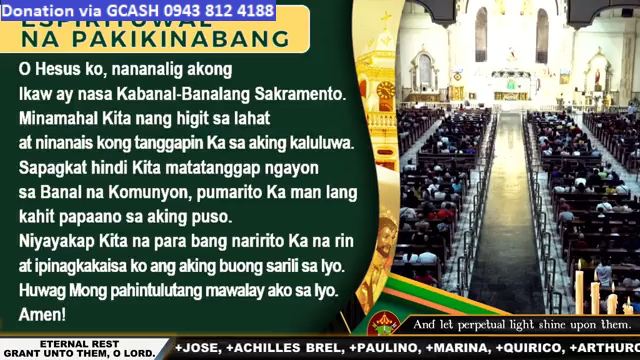 Donation via GCASH 0943 812 4188
ESPIRITUWAL
NA PAKIKINABANG
O Hesus ko, nananalig akong
Ikaw ay nasa Kabanal-Banalang Sakramento.
Minamahal Kita nang higit sa lahat
at ninanais kong tanggapin Ka sa aking kaluluwa.
Sapagkat hindi Kita matatanggap ngayon
sa Banal na Komunyon, pumarito Ka man lang
kahit papaano sa aking puso.
Niyayakap Kita na para bang naririto Ka na rin
at ipinagkakaisa ko ang aking buong sarili sa Iyo.
Huwag Mong pahintulutang mawalay ako sa Iyo.
Amen!
And let perpetual light shine upon them.
ETERNAL REST
GRANT UNTO THEM, O LORD.
+JOSE, +ACHILLES BREL, +PAULINO, +MARINA, +QUIRICO, +ARTHURO